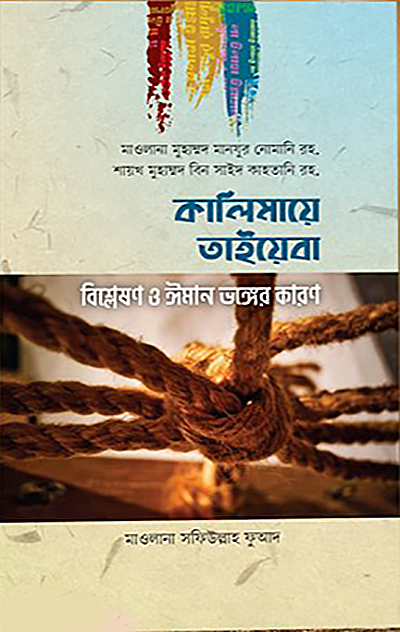 মাওলানা মুহাম্মদ মানযুর নোমানি রহ.
শায়খ মুহাম্মদ বিন সাইদ কাহতানি রহ.
কালিমায়ে
তাইয়েবা
বিশ্লেষণ ও ঈমান ভঙ্গের কারণ
মাওলানা সফিউল্লাহ ফুআদ